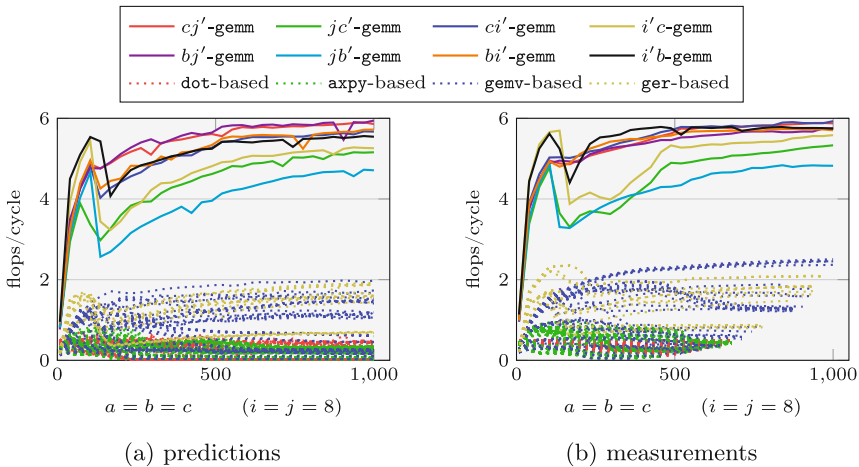 cj′-gemm jc′-gemm ci′-gemm i′c-gemm
bj′-gemm jb′-gemm bi′-gemm i′b-gemm
dot-based axpy-based gemv-based ger-based
6
4
2
0
flops/cycle
0 500 1,000
a = b = c (i = j = 8)
(a) predictions
6
4
2
0
flops/cycle
0 500 1,000
a = b = c (i = j = 8)
(b) measurements